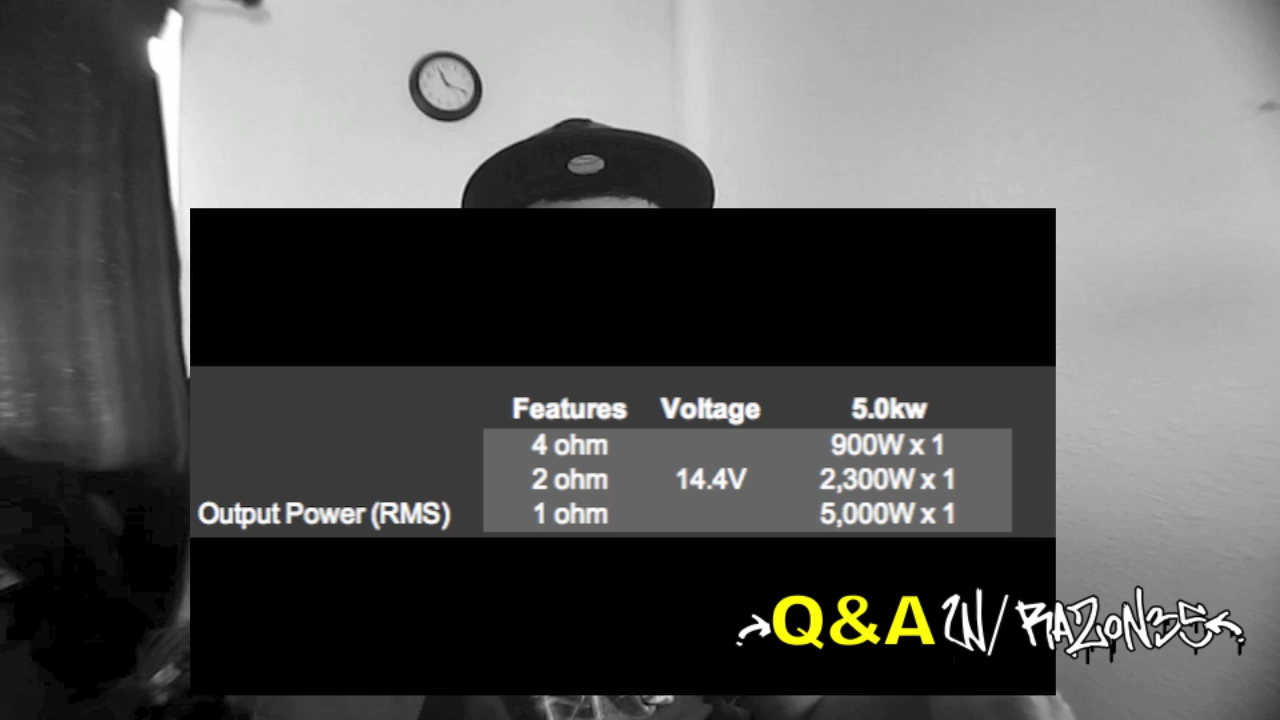 Features Voltage 5.0kw
4 ohm 900W x 1
2 ohm 14.4V 2,300W x 1
Output Power (RMS) 1 ohm 5,000W x 1
Q&A W/ RAZON35